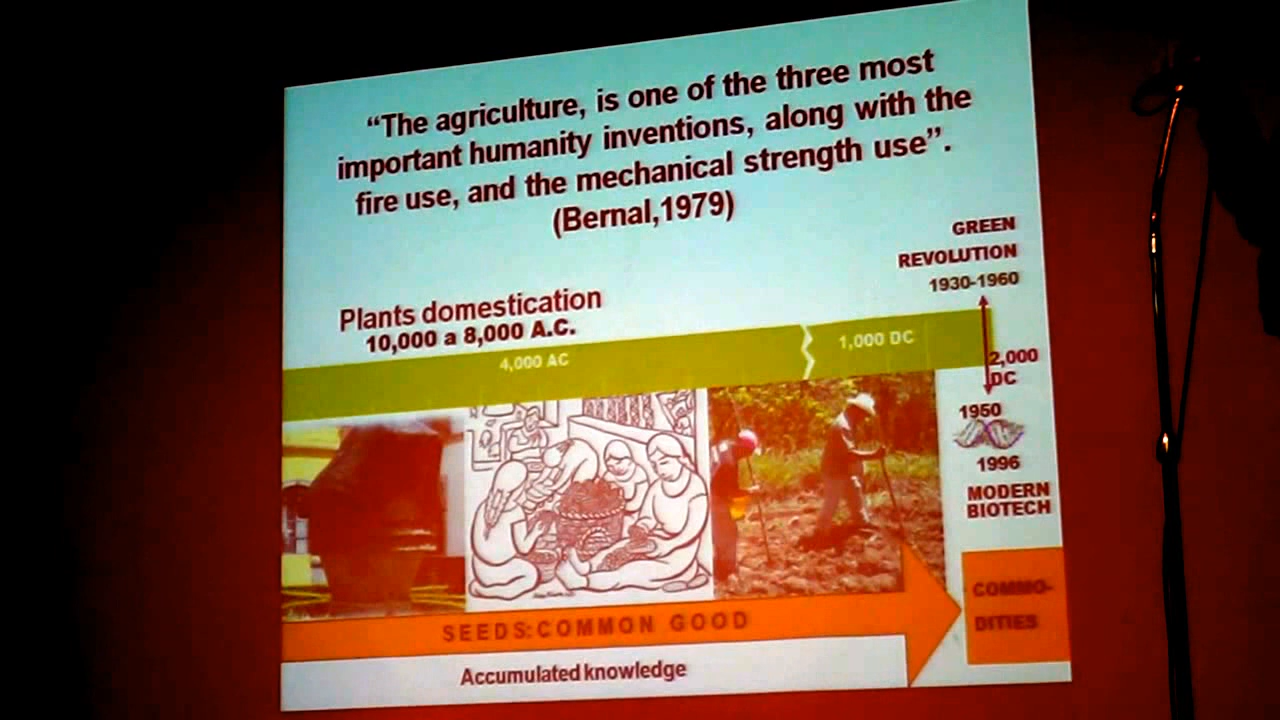 “The agriculture, is one of the three most
important humanity inventions, along with the
fire use, and the mechanical strength use”.
(Bernal,1979)
GREEN
REVOLUTION
1930-1960
Plants domestication
10,000 a 8,000 A.C.
4,000 AC
1,000 DC
2,000
DC
1950
1996
MODERN
BIOTECH
COMMO-
DITIES
SEEDS:COMMON GOOD
Accumulated knowledge